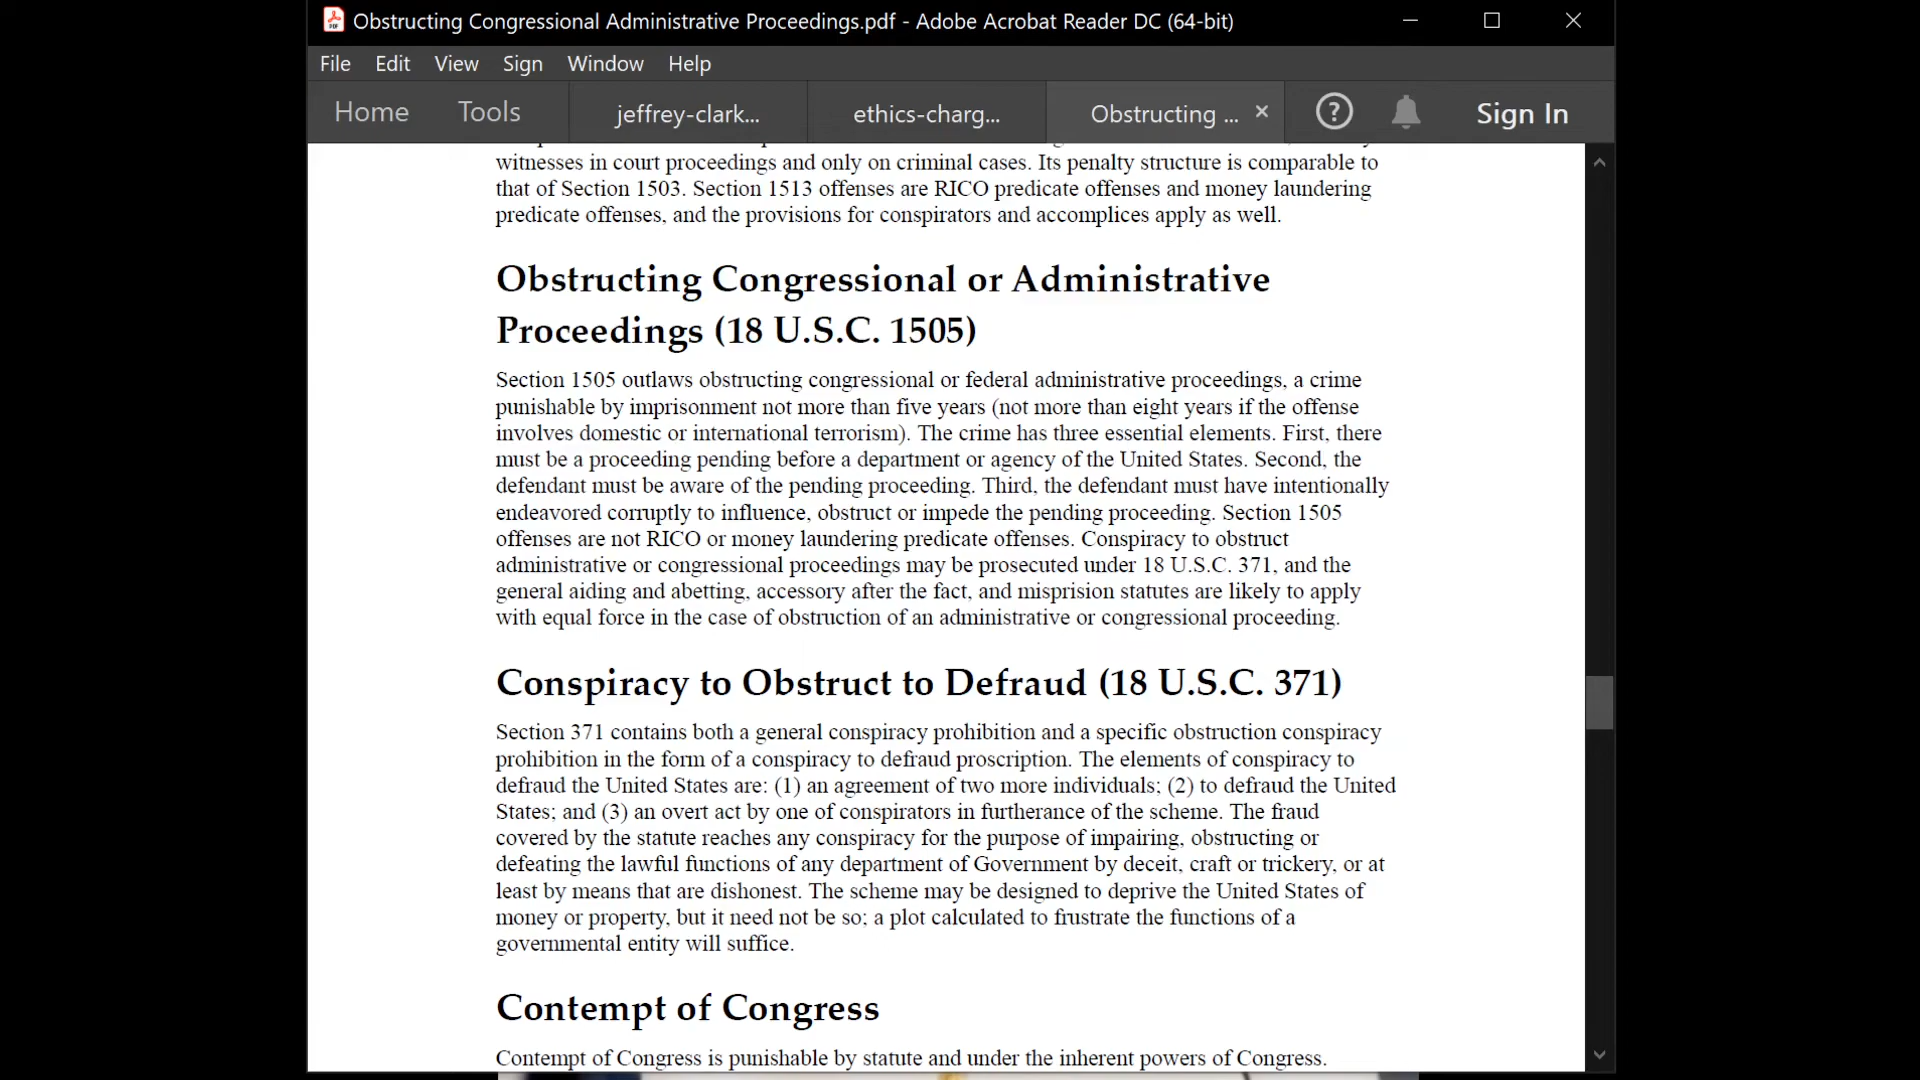 Obstructing Congressional Administrative Proceedings.pdf - Adobe Acrobat Reader DC (64-bit)
File Edit View Sign Window Help
Home Tools jeffrey-clark... ethics-charg... Obstructing ... × ? Sign In
witnesses in court proceedings and only on criminal cases. Its penalty structure is comparable to
that of Section 1503. Section 1513 offenses are RICO predicate offenses and money laundering
predicate offenses, and the provisions for conspirators and accomplices apply as well.
Obstructing Congressional or Administrative
Proceedings (18 U.S.C. 1505)
Section 1505 outlaws obstructing congressional or federal administrative proceedings, a crime
punishable by imprisonment not more than five years (not more than eight years if the offense
involves domestic or international terrorism). The crime has three essential elements. First, there
must be a proceeding pending before a department or agency of the United States. Second, the
defendant must be aware of the pending proceeding. Third, the defendant must have intentionally
endeavored corruptly to influence, obstruct or impede the pending proceeding. Section 1505
offenses are not RICO or money laundering predicate offenses. Conspiracy to obstruct
administrative or congressional proceedings may be prosecuted under 18 U.S.C. 371, and the
general aiding and abetting, accessory after the fact, and misprision statutes are likely to apply
with equal force in the case of obstruction of an administrative or congressional proceeding.
Conspiracy to Obstruct to Defraud (18 U.S.C. 371)
Section 371 contains both a general conspiracy prohibition and a specific obstruction conspiracy
prohibition in the form of a conspiracy to defraud proscription. The elements of conspiracy to
defraud the United States are: (1) an agreement of two more individuals; (2) to defraud the United
States; and (3) an overt act by one of conspirators in furtherance of the scheme. The fraud
covered by the statute reaches any conspiracy for the purpose of impairing, obstructing or
defeating the lawful functions of any department of Government by deceit, craft or trickery, or at
least by means that are dishonest. The scheme may be designed to deprive the United States of
money or property, but it need not be so; a plot calculated to frustrate the functions of a
governmental entity will suffice.
Contempt of Congress
Contempt of Congress is punishable by statute and under the inherent powers of Congress.